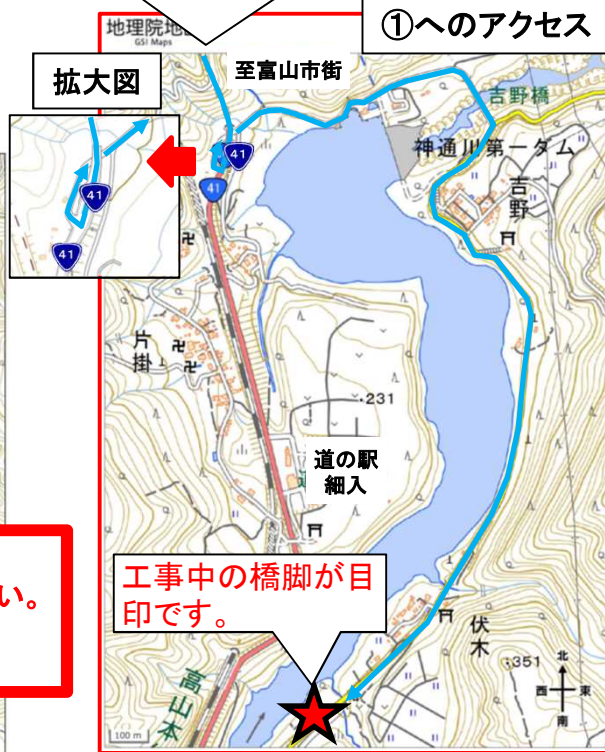 ①へのアクセス
地理院地
GSI Maps
拡大図
至富山市街
吉野橋
41
41
41
41
神通川第一ダム
吉野
片掛
231
道の駅
細入
い。
工事中の橋脚が目
印です。
伏木
351
北
西
東
南
高山本
100 m